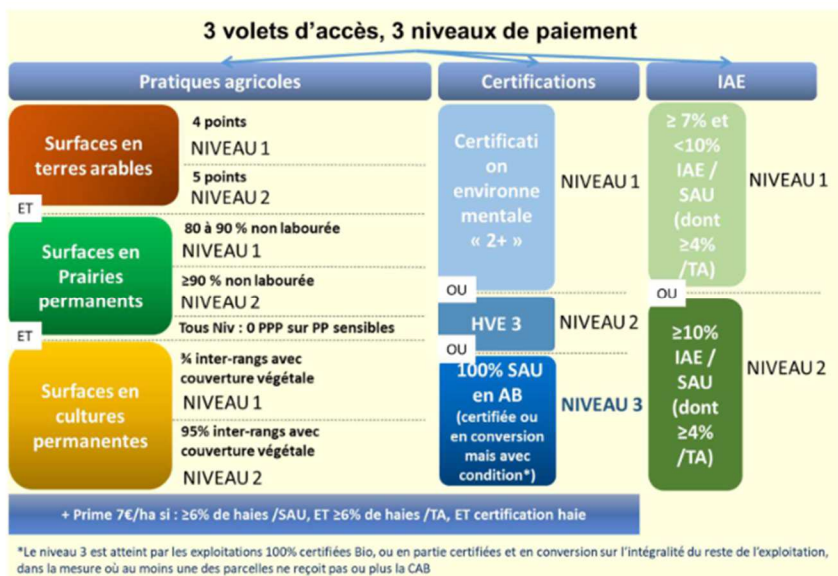 3 volets d'accès, 3 niveaux de paiement
Pratiques agricoles
Surfaces en
terres arables
4 points
NIVEAU 1
5 points
NIVEAU 2
ET
Surfaces en
Prairies
permanents
80 à 90 % non labourée
NIVEAU 1
≥90 % non labourée
NIVEAU 2
Tous Niv : 0 PPP sur PP sensibles
ET
Surfaces en
cultures
permanentes
¾ inter-rangs avec
couverture végétale
NIVEAU 1
95% inter-rangs avec
couverture végétale
NIVEAU 2
Certifications
Certificati
on
environne
mentale
« 2+ »
NIVEAU 1
OU
HVE 3
NIVEAU 2
OU
100% SAU
en AB
(certifiée ou
en conversion
mais avec
condition*)
NIVEAU 3
IAE
≥ 7% et
<10%
IAE /
SAU
(dont
≥4%
/TA)
NIVEAU 1
OU
≥10%
IAE /
SAU
(dont
≥4%
/TA)
NIVEAU 2
+ Prime 7€/ha si : ≥6% de haies /SAU, ET ≥6% de haies /TA, ET certification haie
*Le niveau 3 est atteint par les exploitations 100% certifiées Bio, ou en partie certifiées et en conversion sur l'intégralité du reste de l'exploitation,
dans la mesure où au moins une des parcelles ne reçoit pas ou plus la CAB